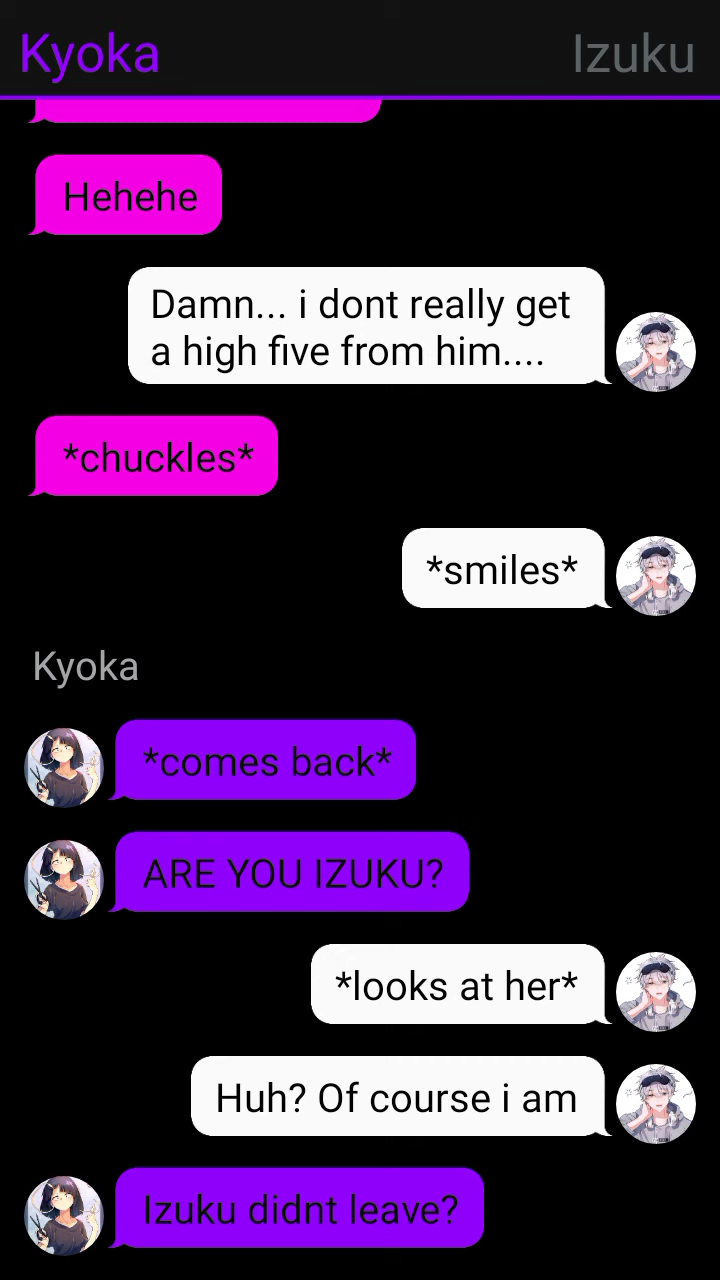 Kyoka
Izuku
Hehehe
Damn... i dont really get
a high five from him....
*chuckles*
*smiles*
Kyoka
*comes back*
ARE YOU IZUKU?
*looks at her*
Huh? Of course i am
Izuku didnt leave?